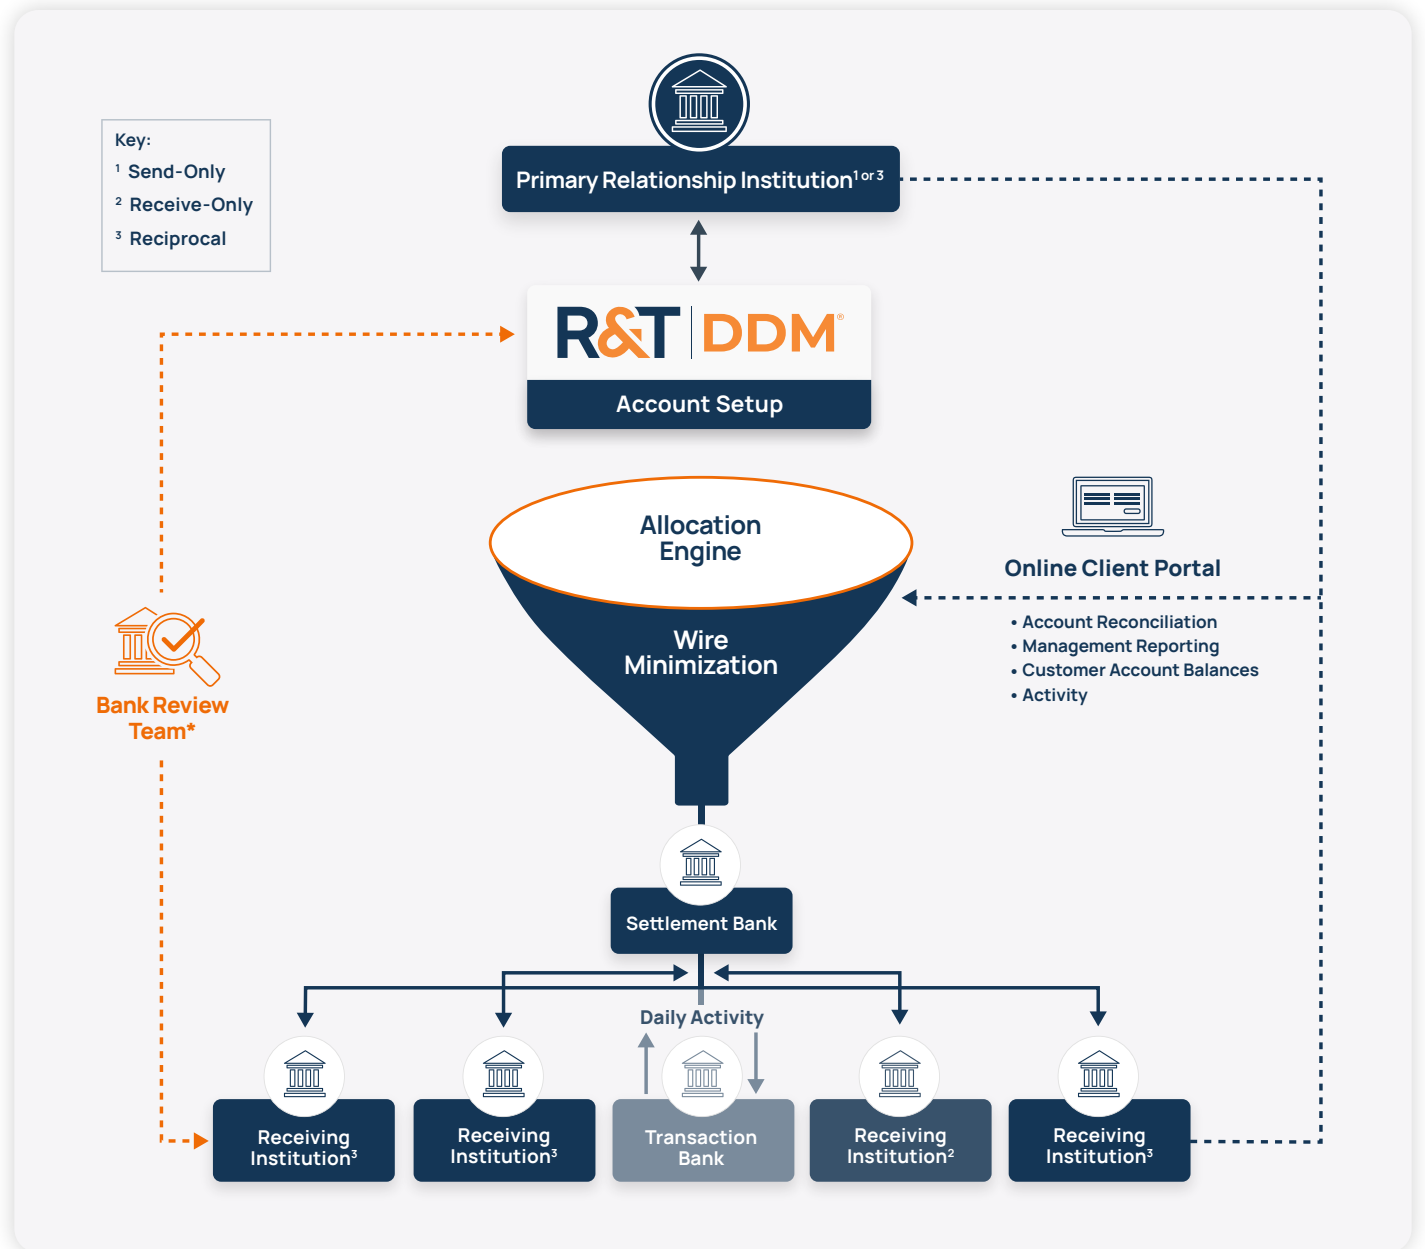 Primary Relationship Institution¹ ᵒʳ ³
Key:
¹ Send-Only
² Receive-Only
³ Reciprocal
R&T | DDM®
Account Setup
Allocation
Engine
Wire
Minimization
Online Client Portal
• Account Reconciliation
• Management Reporting
• Customer Account Balances
• Activity
Bank Review
Team*
Settlement Bank
Daily Activity
Receiving
Institution³
Receiving
Institution³
Transaction
Bank
Receiving
Institution²
Receiving
Institution³